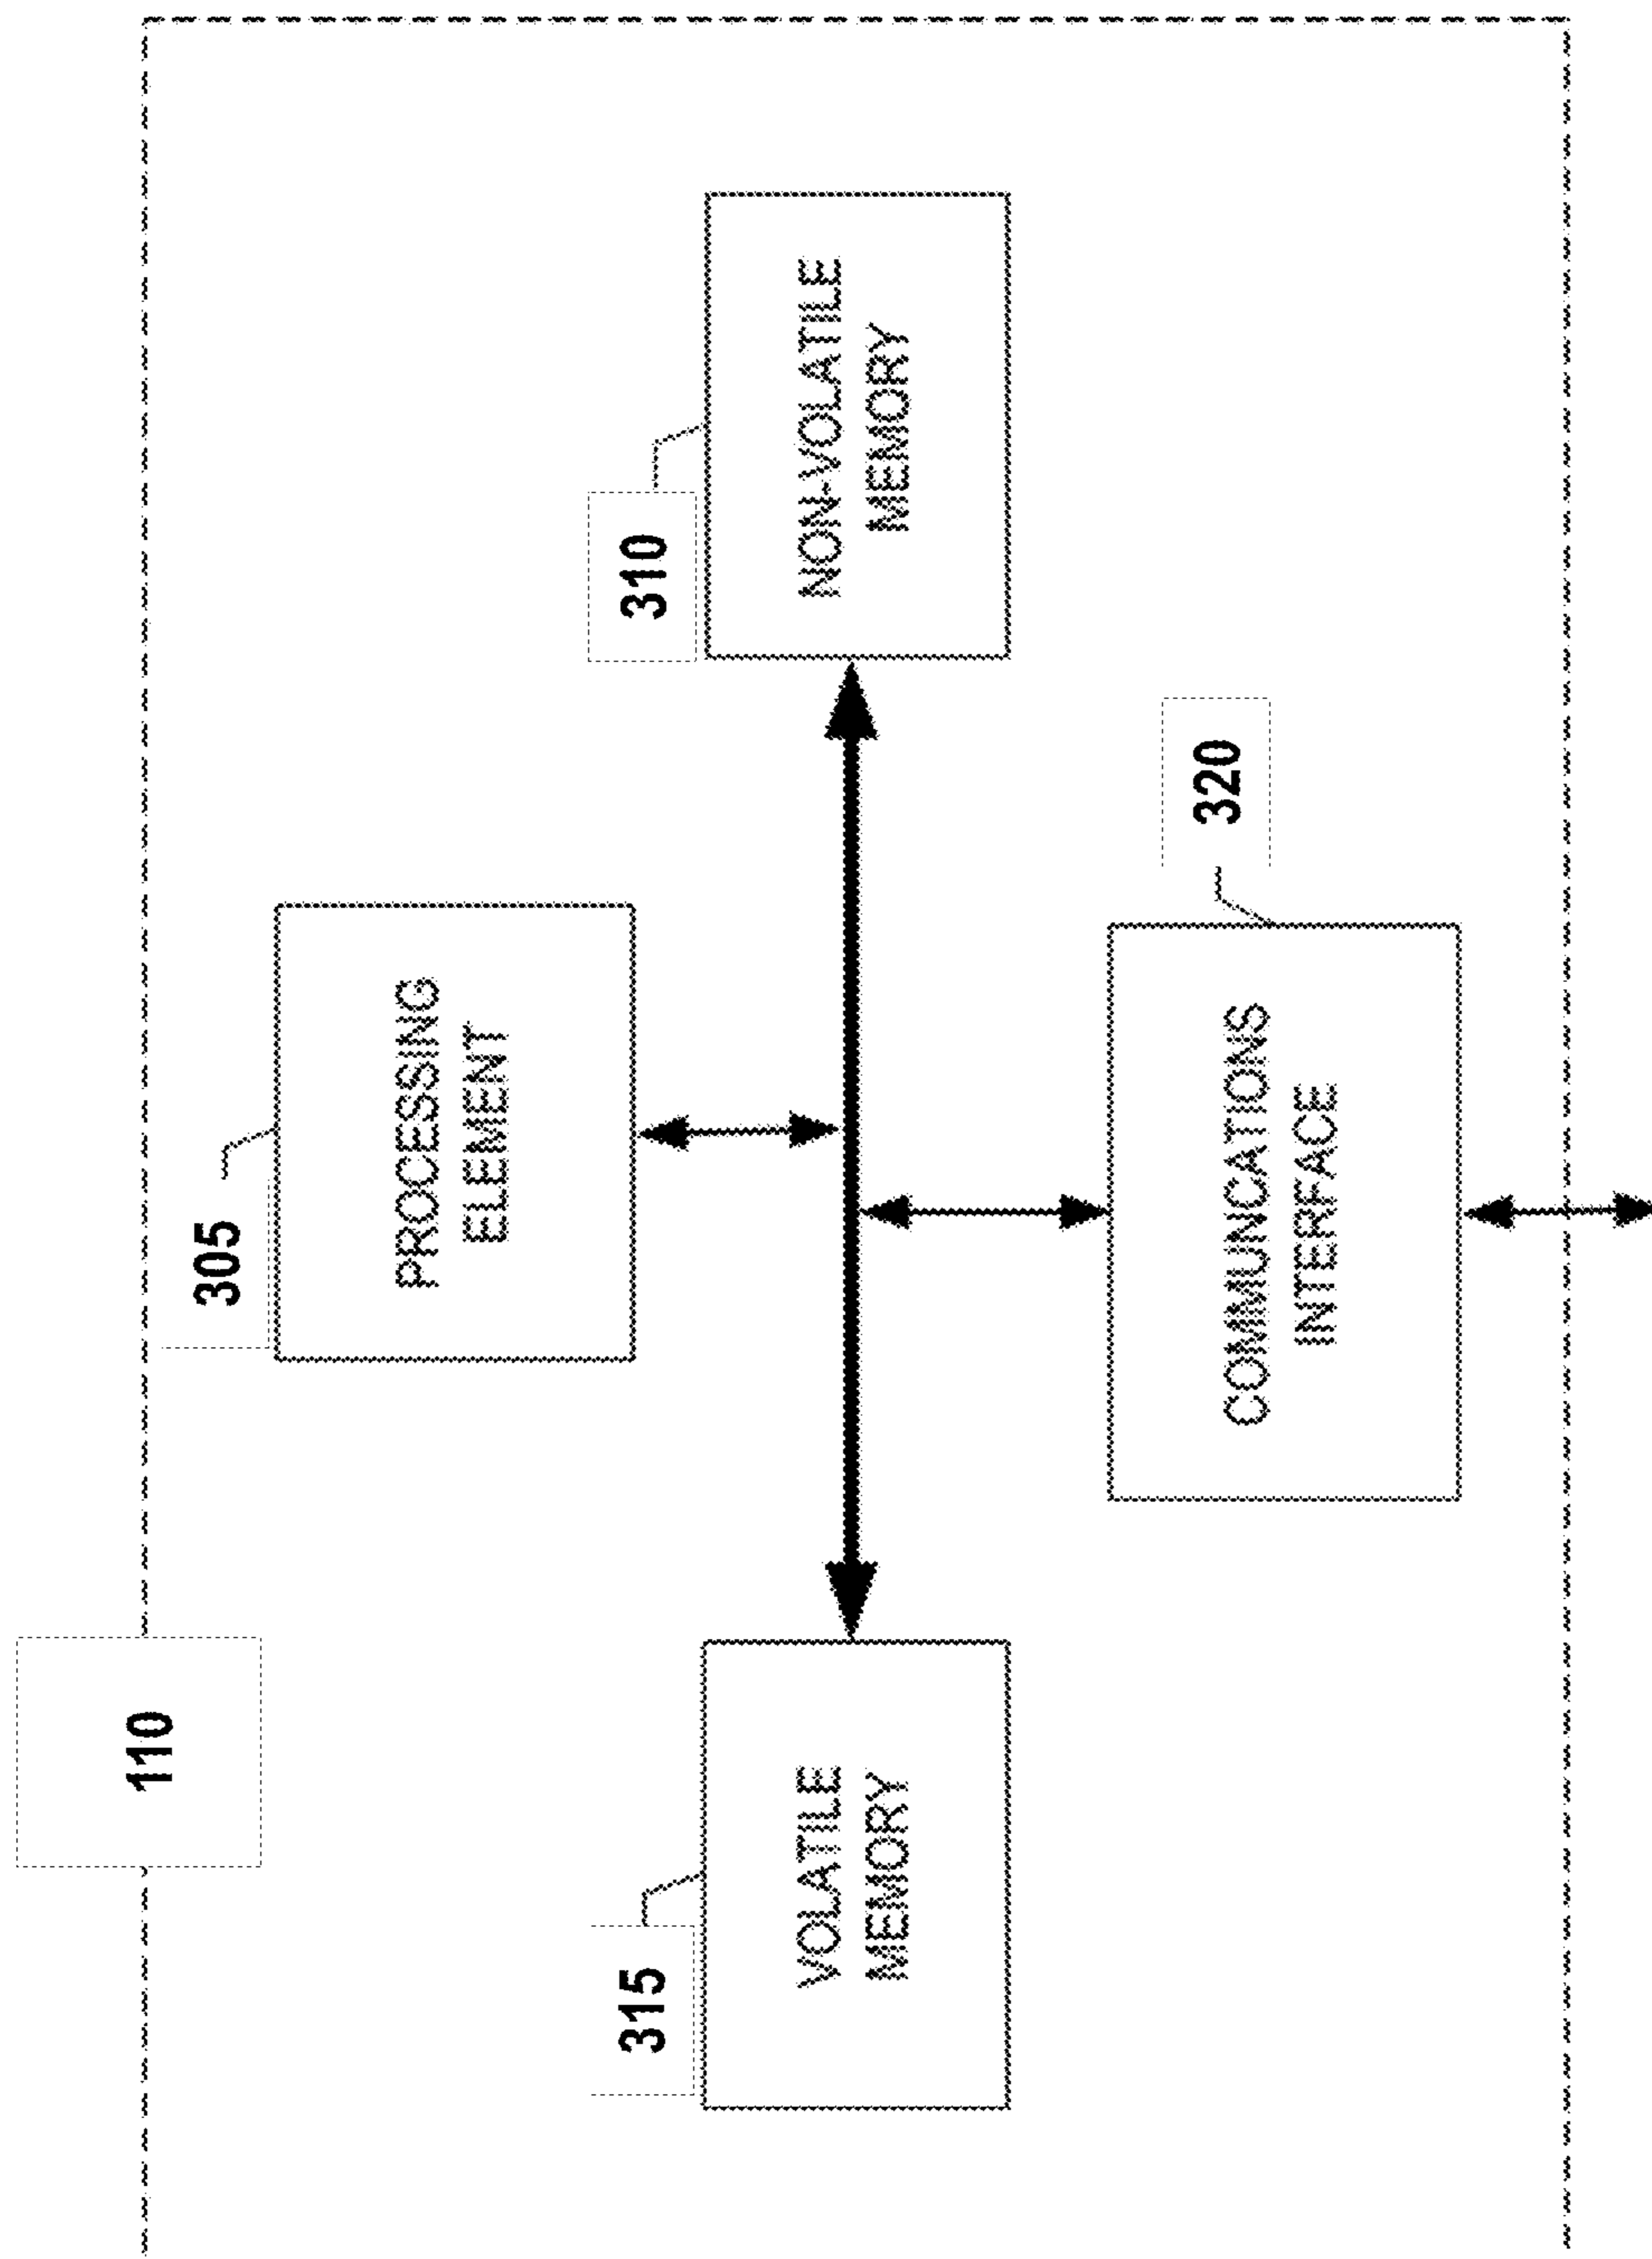 110
305
PROCESSING
ELEMENT
315
VOLATILE
MEMORY
310
NON-VOLATILE
MEMORY
320
COMMUNCATIONS
INTERFACE